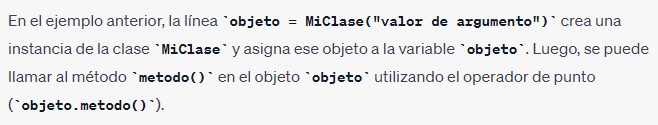 En el ejemplo anterior, la línea `objeto = MiClase("valor de argumento")` crea una
instancia de la clase `MiClase` y asigna ese objeto a la variable `objeto`. Luego, se puede
llamar al método `metodo()` en el objeto `objeto` utilizando el operador de punto
(`objeto.metodo()`).